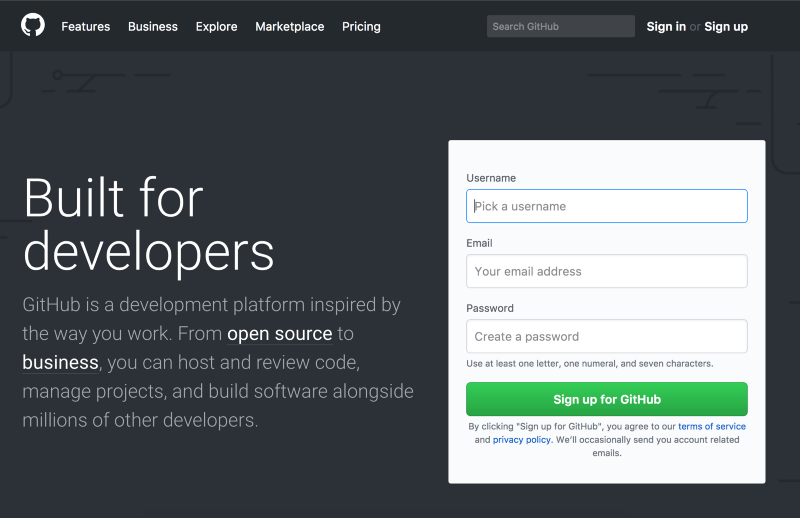 Features Business Explore Marketplace Pricing Search GitHub Sign in or Sign up
Built for
developers
GitHub is a development platform inspired by
the way you work. From open source to
business, you can host and review code,
manage projects, and build software alongside
millions of other developers.
Username
Pick a username
Email
Your email address
Password
Create a password
Use at least one letter, one numeral, and seven characters.
Sign up for GitHub
By clicking "Sign up for GitHub", you agree to our terms of service
and privacy policy. We’ll occasionally send you account related
emails.